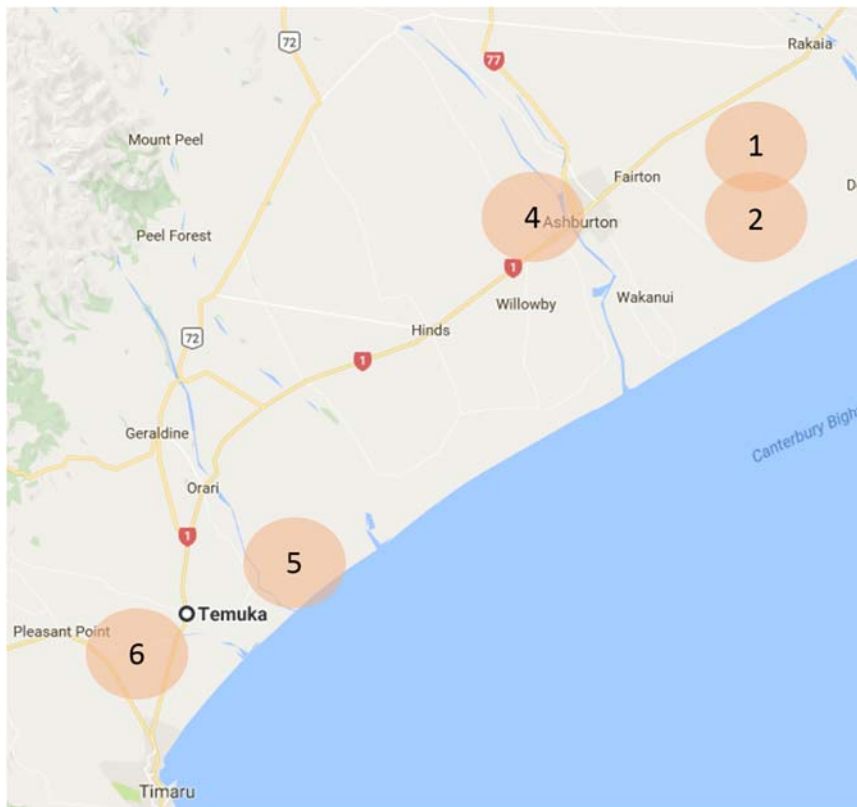 72
77
Rakaia
Mount Peel
1
Fairton
4
Ashburton
2
Peel Forest
1
Willowby
Wakanui
Hinds
72
1
Canterbury Bigh
Geraldine
Orari
1
5
Temuka
Pleasant Point
6
Timaru